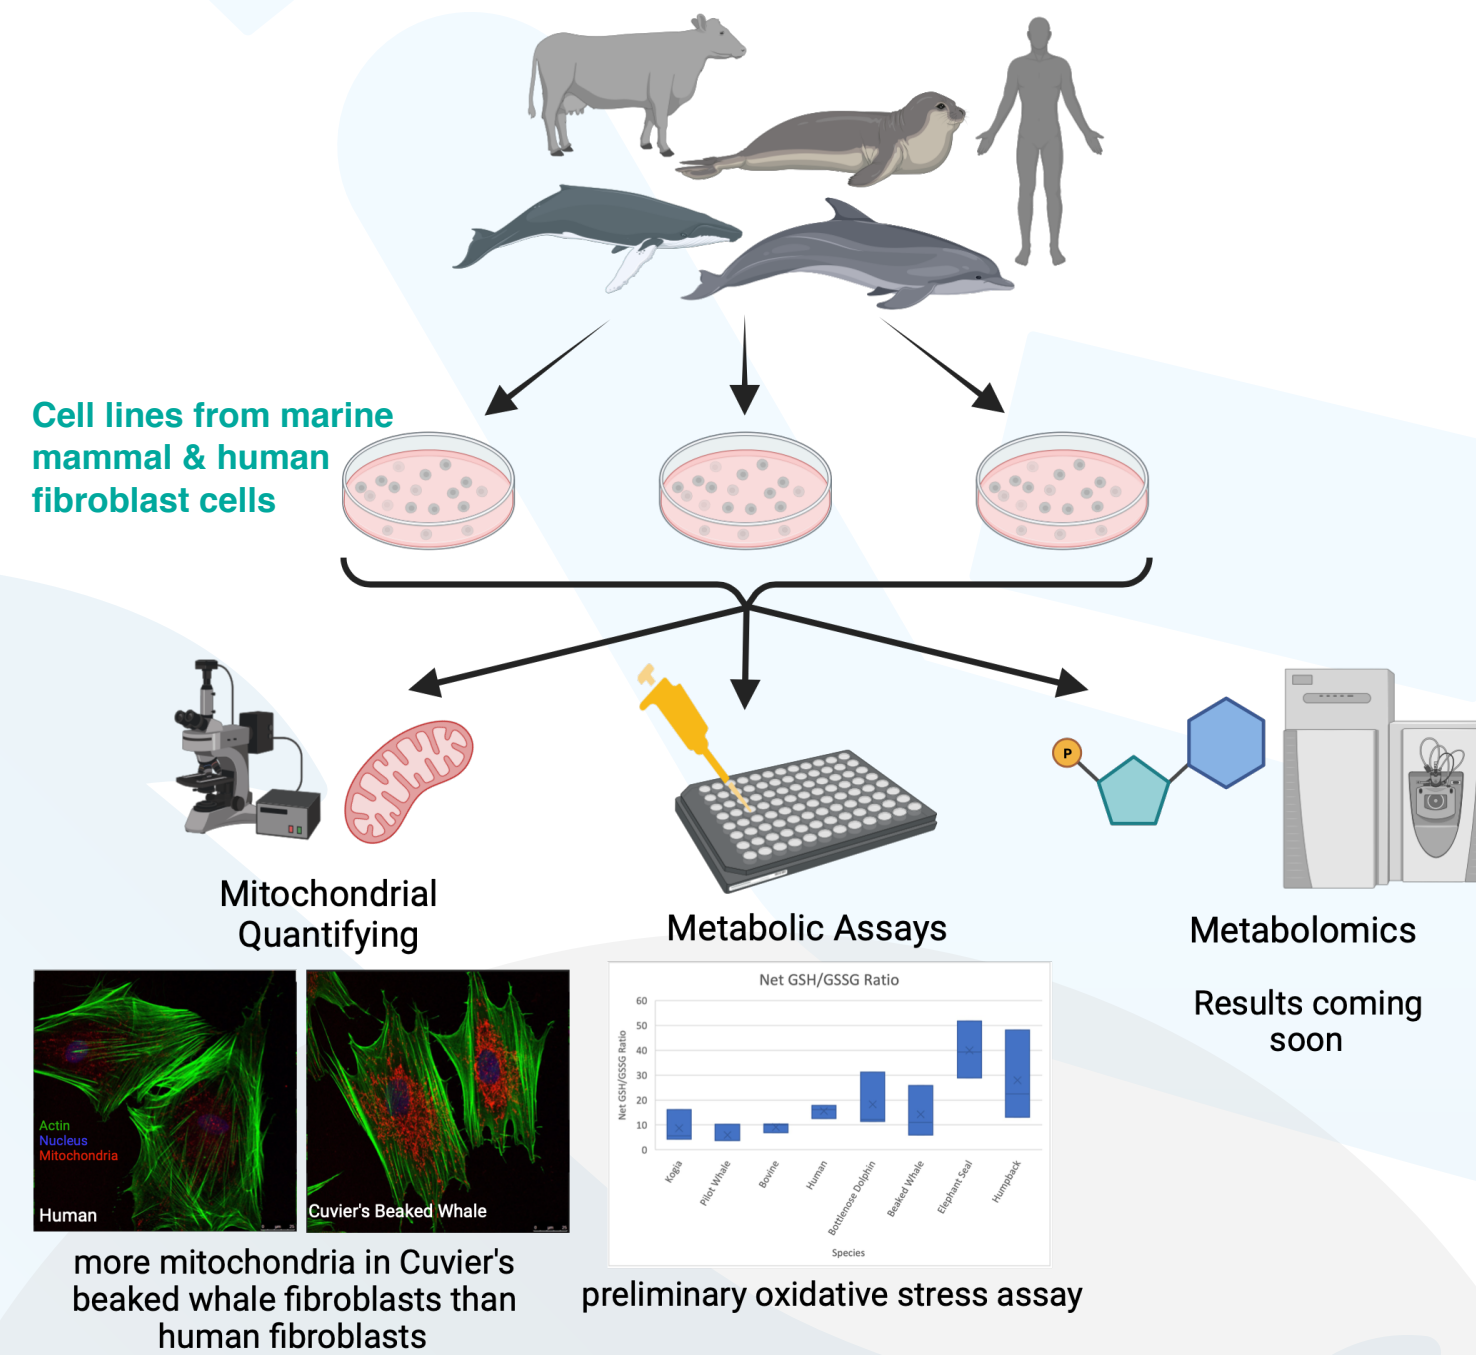 Cell lines from marine
mammal & human
fibroblast cells
P
Mitochondrial
Quantifying
Metabolic Assays
Metabolomics
Results coming
soon
Actin
Nucleus
Mitochondria
Human
Cuvier's Beaked Whale
more mitochondria in Cuvier's
beaked whale fibroblasts than
human fibroblasts
Net GSH/GSSG Ratio
Net GSH/GSSG Ratio
60
50
40
30
20
10
0
Kogia
Pilot Whale
Bovine
Human
Bottlenose Dolphin
Beaked Whale
Elephant Seal
Humpback
Species
preliminary oxidative stress assay